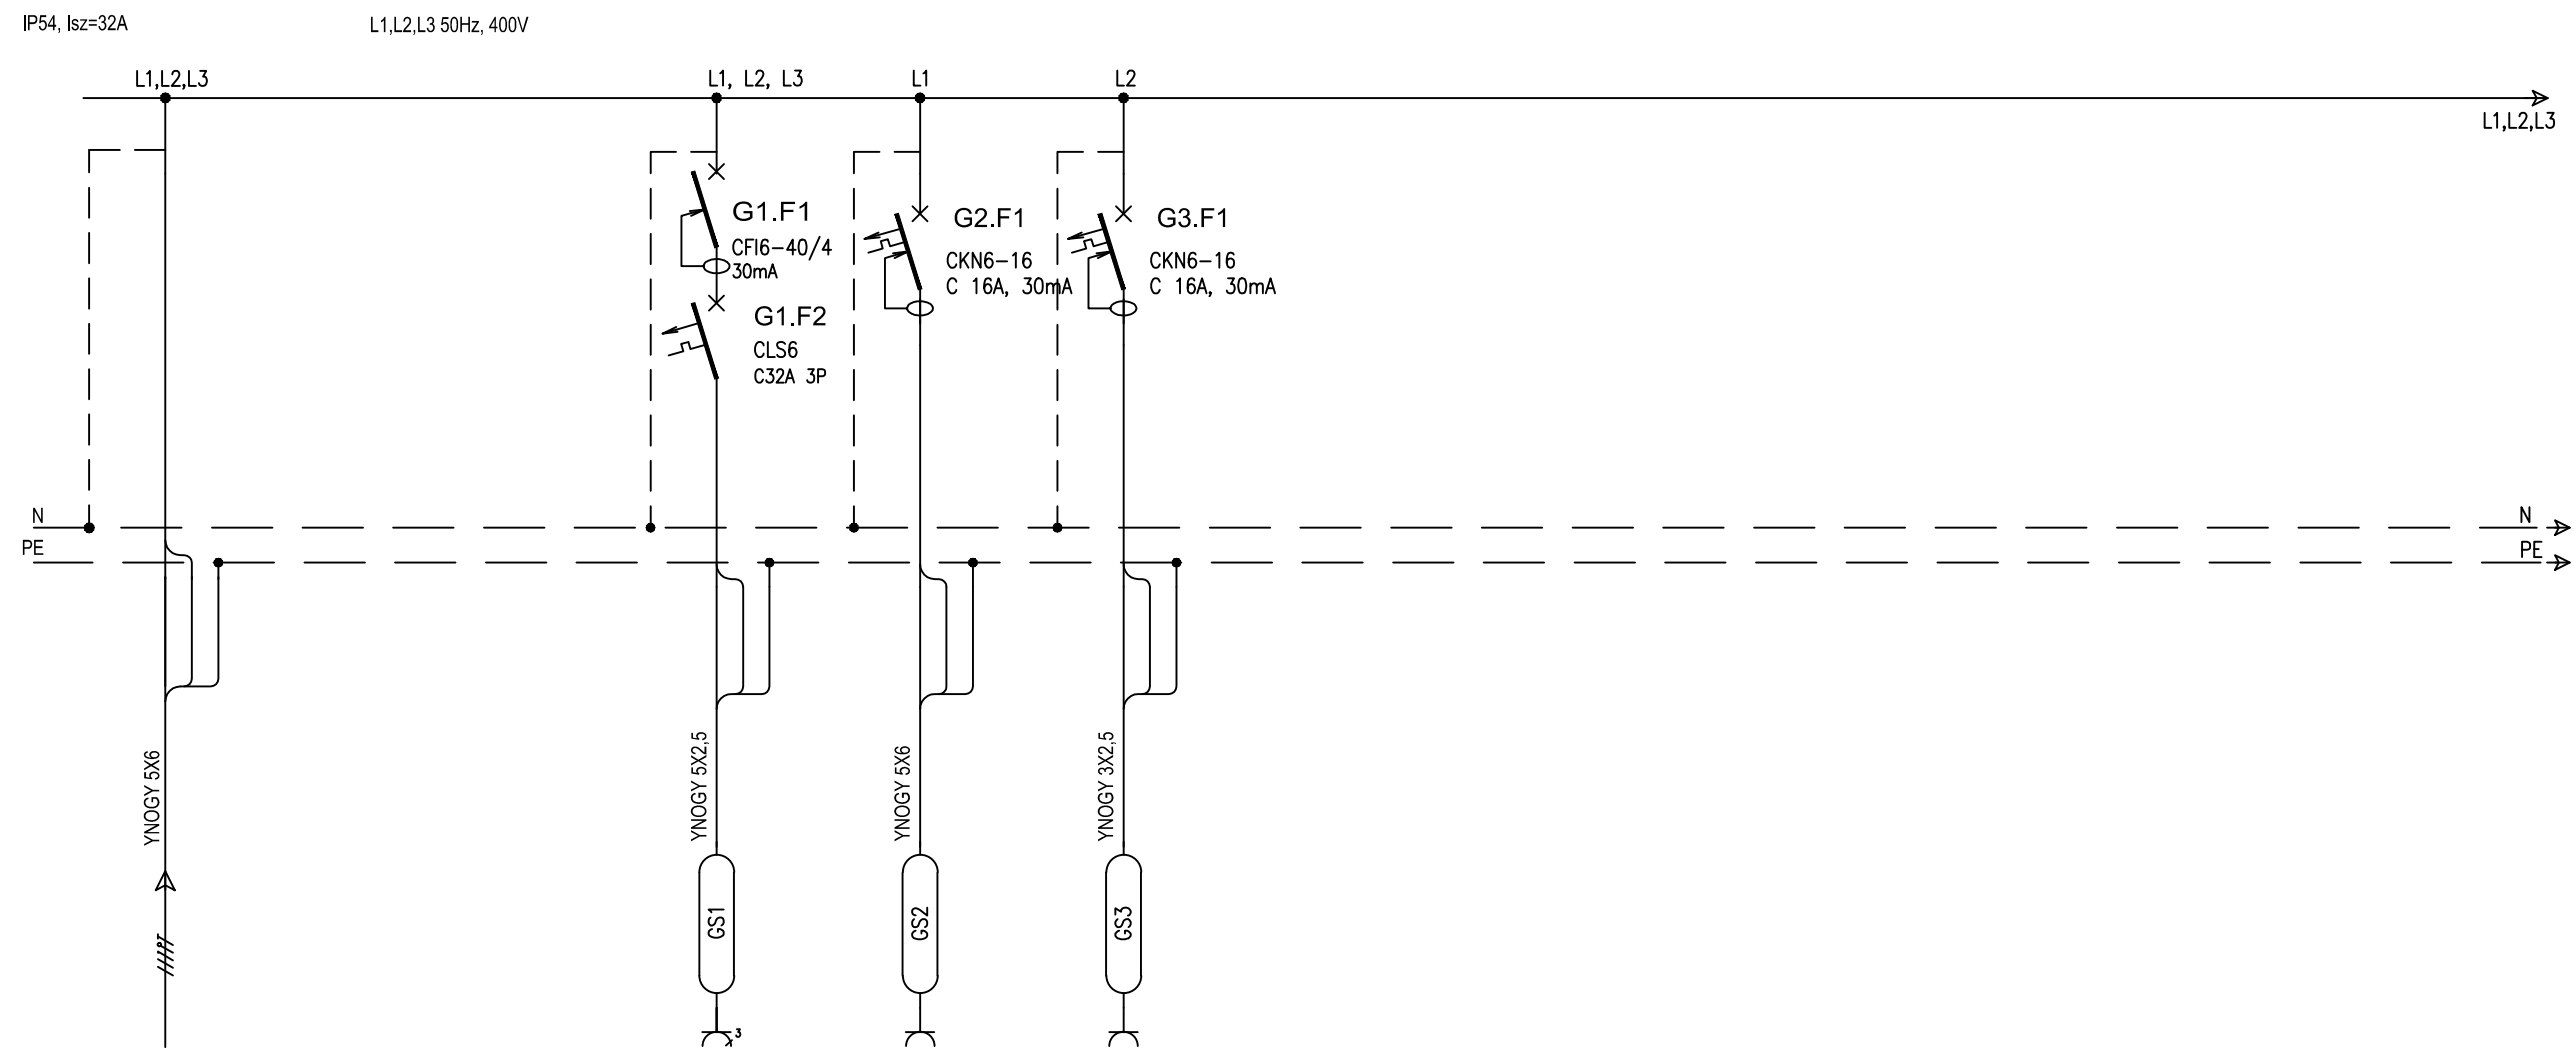 IP54, Isz=32A
L1,L2,L3 50Hz, 400V
L1,L2,L3
L1, L2, L3
L1
L2
L1,L2,L3
G1.F1
CFI6-40/4
30mA
G1.F2
CLS6
C32A 3P
G2.F1
CKN6-16
C 16A, 30mA
G3.F1
CKN6-16
C 16A, 30mA
N
N
PE
PE
YNOGY 5X6
YNOGY 5X2,5
YNOGY 5X6
YNOGY 3X2,5
GS1
GS2
GS3
3